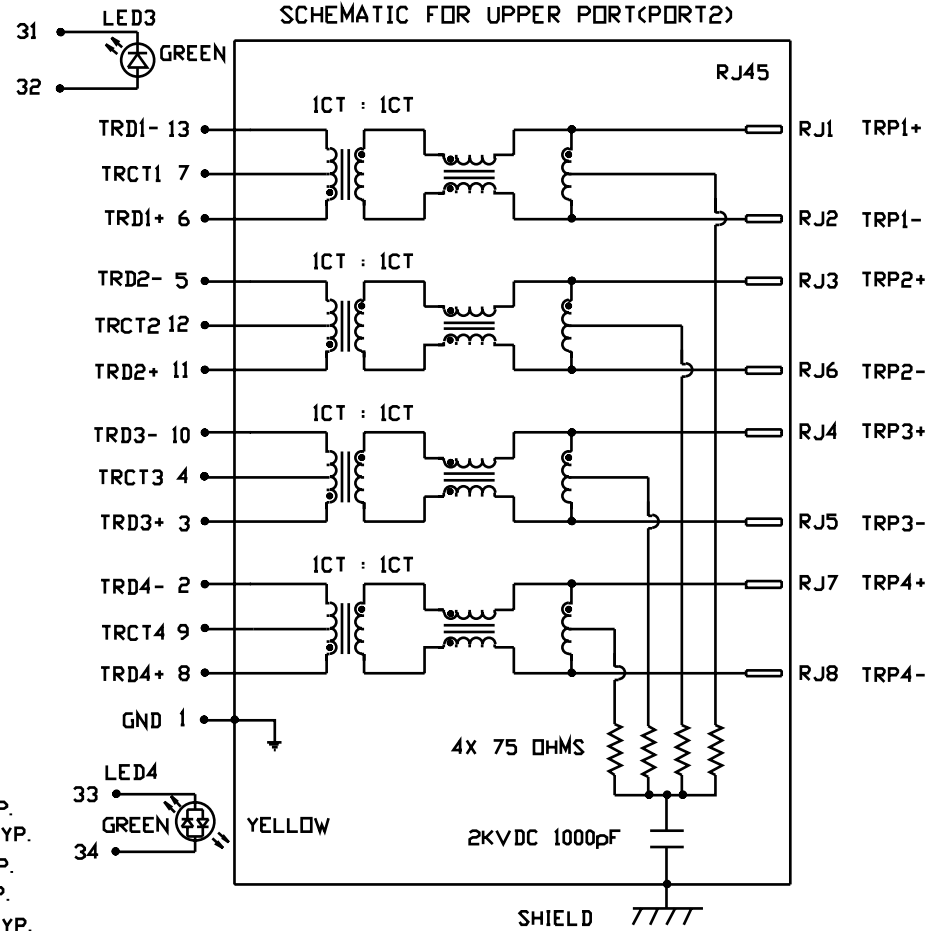 SCHEMATIC FOR UPPER PORT(PORT2)
LED3
31
GREEN
32
RJ45
1CT : 1CT
TRD1- 13
RJ1 TRP1+
TRCT1 7
TRD1+ 6
RJ2 TRP1-
1CT : 1CT
TRD2- 5
RJ3 TRP2+
TRCT2 12
TRD2+ 11
RJ6 TRP2-
1CT : 1CT
TRD3- 10
RJ4 TRP3+
TRCT3 4
TRD3+ 3
RJ5 TRP3-
1CT : 1CT
TRD4- 2
RJ7 TRP4+
TRCT4 9
TRD4+ 8
RJ8 TRP4-
GND 1
4X 75 OHMS
LED4
33
GREEN
YELLOW
34
2KVDC 1000pF
SHIELD
P.
YP.
P.
P.
YP.